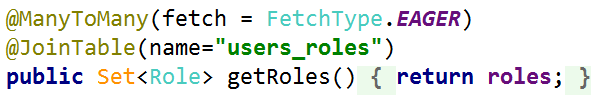 @ManyToMany(fetch = FetchType.EAGER)
@JoinTable(name="users_roles")
public Set<Role> getRoles() { return roles; }